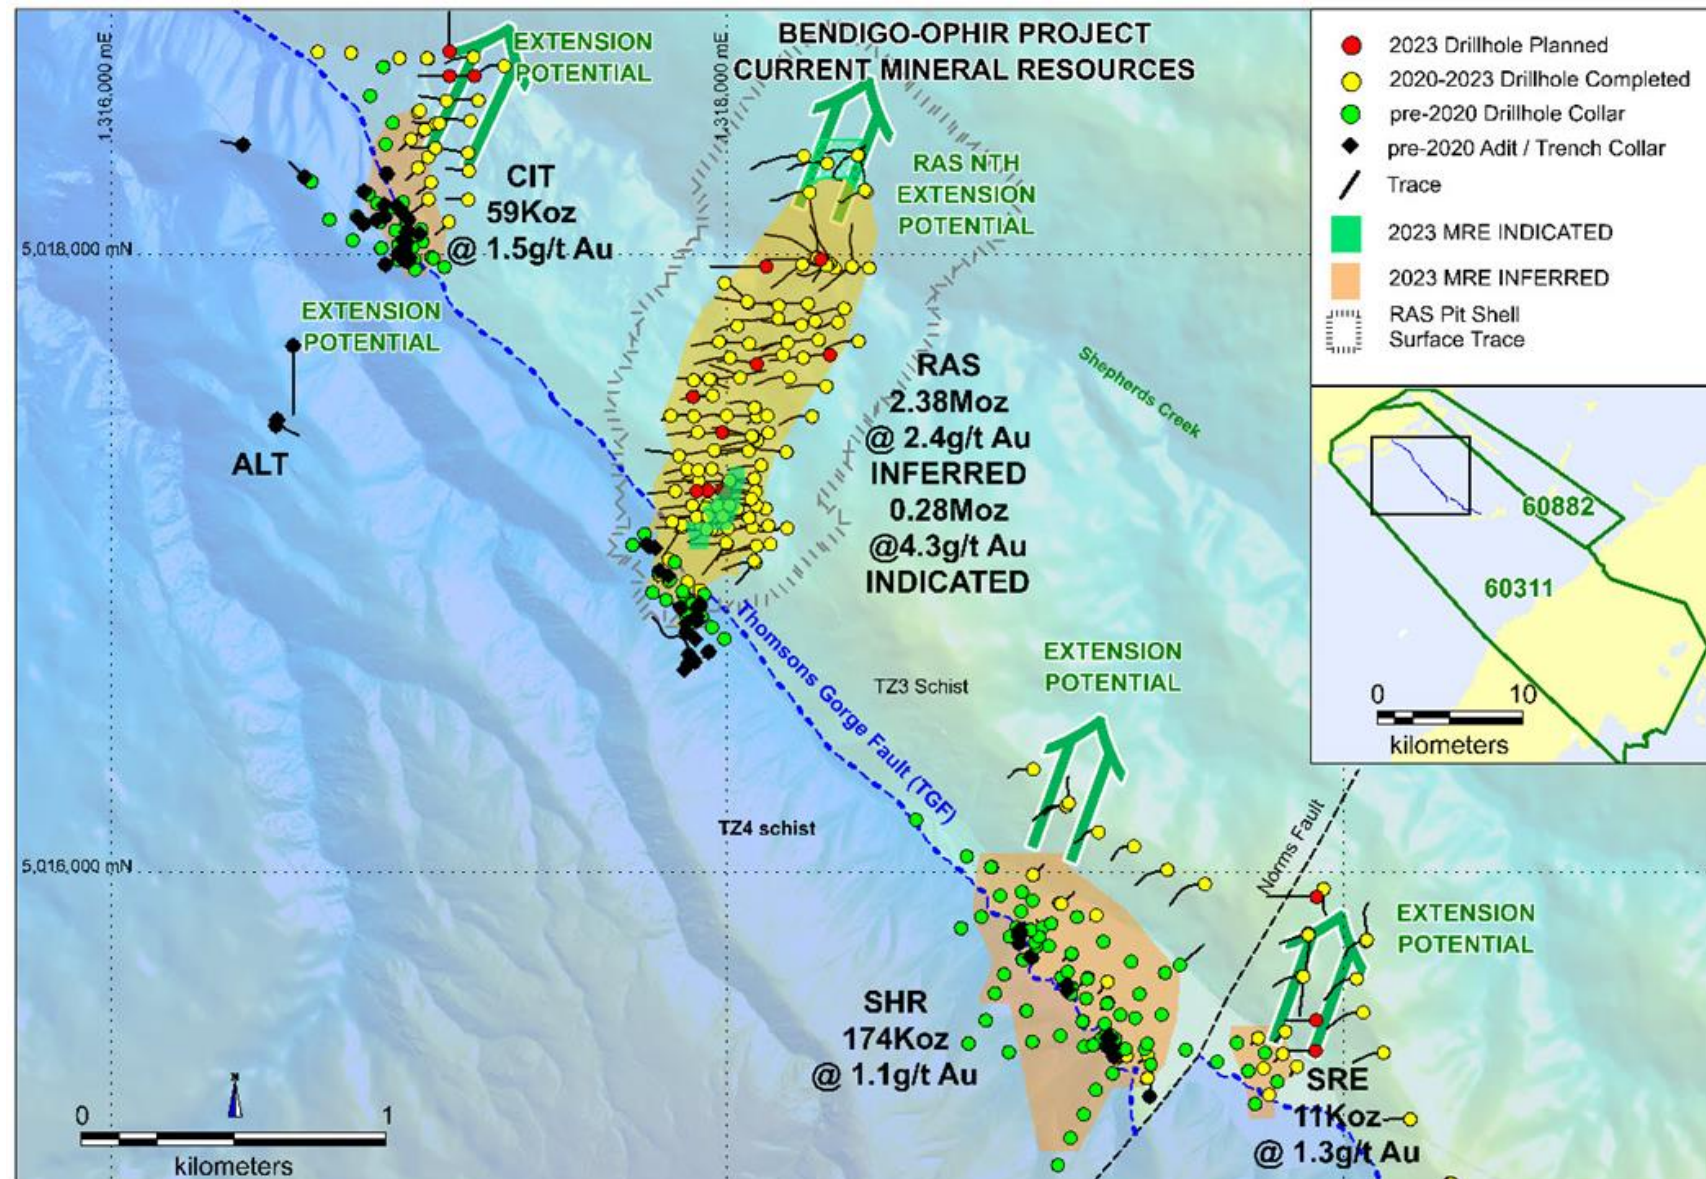 BENDIGO-OPHIR PROJECT
CURRENT MINERAL RESOURCES
EXTENSION
POTENTIAL
1,316,000 mE
1,318,000 mE
RAS NTH
EXTENSION
POTENTIAL
CIT
59Koz
@ 1.5g/t Au
5,018,000 mN
EXTENSION
POTENTIAL
ALT
RAS
2.38Moz
@ 2.4g/t Au
INFERRED
0.28Moz
@4.3g/t Au
INDICATED
Shepherds Creek
Thomsons Gorge Fault (TGF)
TZ3 Schist
TZ4 schist
EXTENSION
POTENTIAL
5,016,000 mN
Norms Fault
EXTENSION
POTENTIAL
SHR
174Koz
@ 1.1g/t Au
SRE
11Koz
@ 1.3g/t Au
N
0 1
kilometers
2023 Drillhole Planned
2020-2023 Drillhole Completed
pre-2020 Drillhole Collar
pre-2020 Adit / Trench Collar
Trace
2023 MRE INDICATED
2023 MRE INFERRED
RAS Pit Shell
Surface Trace
60882
60311
0 10
kilometers